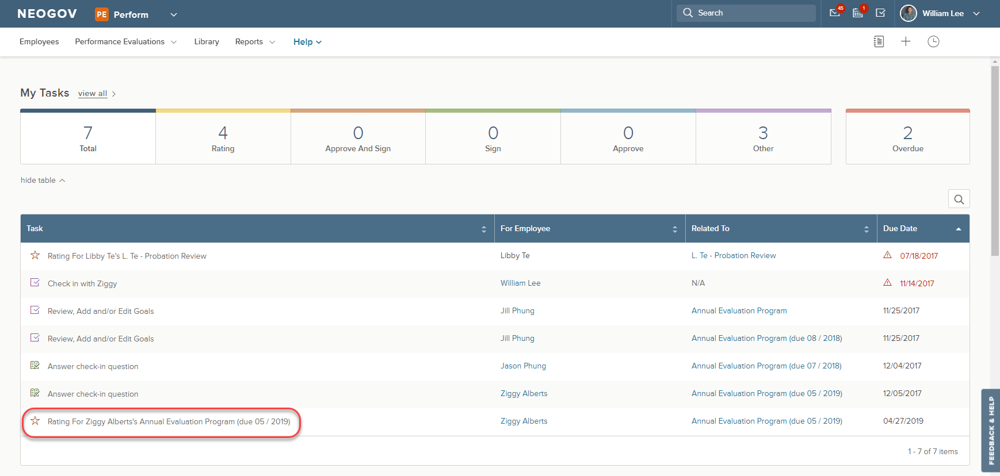 NEOGOV PE Perform Search 45 1 William Lee
Employees Performance Evaluations Library Reports Help
My Tasks view all
7 4 0 0 0 3 2
Total Rating Approve And Sign Sign Approve Other Overdue
hide table
Task For Employee Related To Due Date
Rating For Libby Te's L. Te - Probation Review Libby Te L. Te - Probation Review 07/18/2017
Check in with Ziggy William Lee N/A 11/14/2017
Review, Add and/or Edit Goals Jill Phung Annual Evaluation Program 11/25/2017
Review, Add and/or Edit Goals Jill Phung Annual Evaluation Program (due 08 / 2018) 11/25/2017
Answer check-in question Jason Phung Annual Evaluation Program (due 07 / 2018) 12/04/2017
Answer check-in question Ziggy Alberts Annual Evaluation Program (due 05 / 2019) 12/05/2017
Rating For Ziggy Alberts's Annual Evaluation Program (due 05 / 2019) Ziggy Alberts Annual Evaluation Program (due 05 / 2019) 04/27/2019
1 - 7 of 7 items
FEEDBACK & HELP